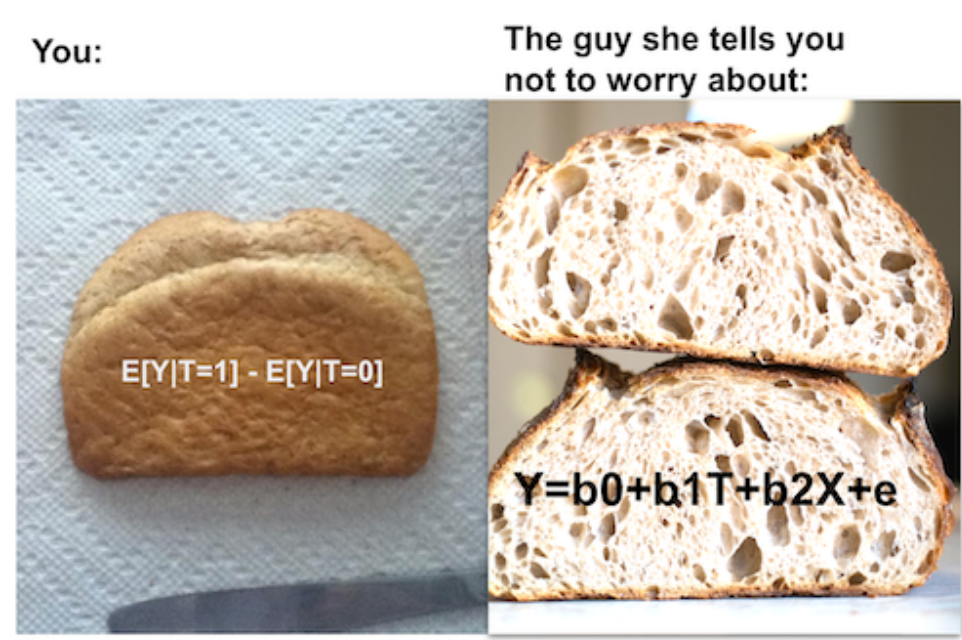 You:
The guy she tells you
not to worry about:
E[Y|T=1] - E[Y|T=0]
Y=b0+b1T+b2X+e